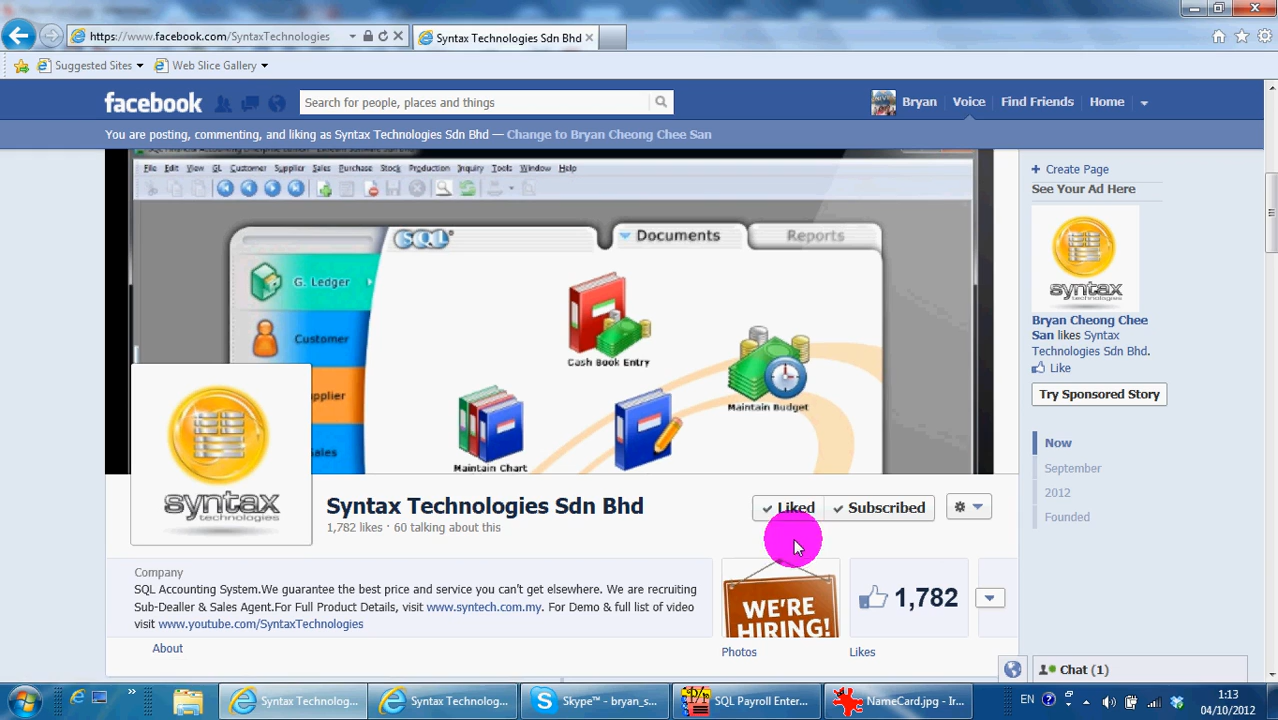 https://www.facebook.com/SyntaxTechnologies
Syntax Technologies Sdn Bhd
Suggested Sites
Web Slice Gallery
facebook
Search for people, places and things
Bryan
Voice
Find Friends
Home
You are posting, commenting, and liking as Syntax Technologies Sdn Bhd — Change to Bryan Cheong Chee San
File Edit View GL Customer Supplier Sales Purchase Stock Production Inquiry Tools Window Help
SQL
Documents
Reports
G. Ledger
Customer
Cash Book Entry
Maintain Budget
Maintain Chart
syntax
technologies
Syntax Technologies Sdn Bhd
1,782 likes · 60 talking about this
Liked
Subscribed
Company
SQL Accounting System.We guarantee the best price and service you can't get elsewhere. We are recruiting
Sub-Dealler & Sales Agent.For Full Product Details, visit www.syntech.com.my. For Demo & full list of video
visit www.youtube.com/SyntaxTechnologies
About
WE'RE
HIRING!
Photos
1,782
Likes
+ Create Page
See Your Ad Here
syntax
technologies
Bryan Cheong Chee
San likes Syntax
Technologies Sdn Bhd.
Like
Try Sponsored Story
Now
September
2012
Founded
Chat (1)
Syntax Technolog...
Syntax Technolog...
Skype™ - bryan_s...
SQL Payroll Enter...
NameCard.jpg - Ir...
EN
1:13
04/10/2012